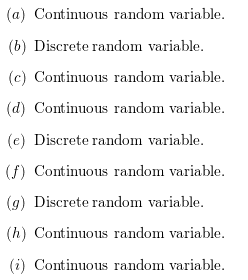 (a) Continuous random variable.
(b) Discrete random variable.
(c) Continuous random variable.
(d) Continuous random variable.
(e) Discrete random variable.
(f) Continuous random variable.
(g) Discrete random variable.
(h) Continuous random variable.
(i) Continuous random variable.